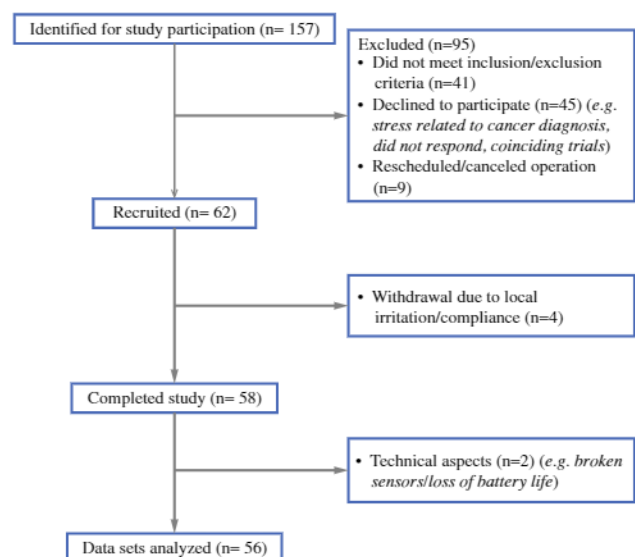 Identified for study participation (n= 157)
Excluded (n=95)
• Did not meet inclusion/exclusion
criteria (n=41)
• Declined to participate (n=45) (e.g.
stress related to cancer diagnosis,
did not respond, coinciding trials)
• Rescheduled/canceled operation
(n=9)
Recruited (n= 62)
• Withdrawal due to local
irritation/compliance (n=4)
Completed study (n= 58)
• Technical aspects (n=2) (e.g. broken
sensors/loss of battery life)
Data sets analyzed (n= 56)